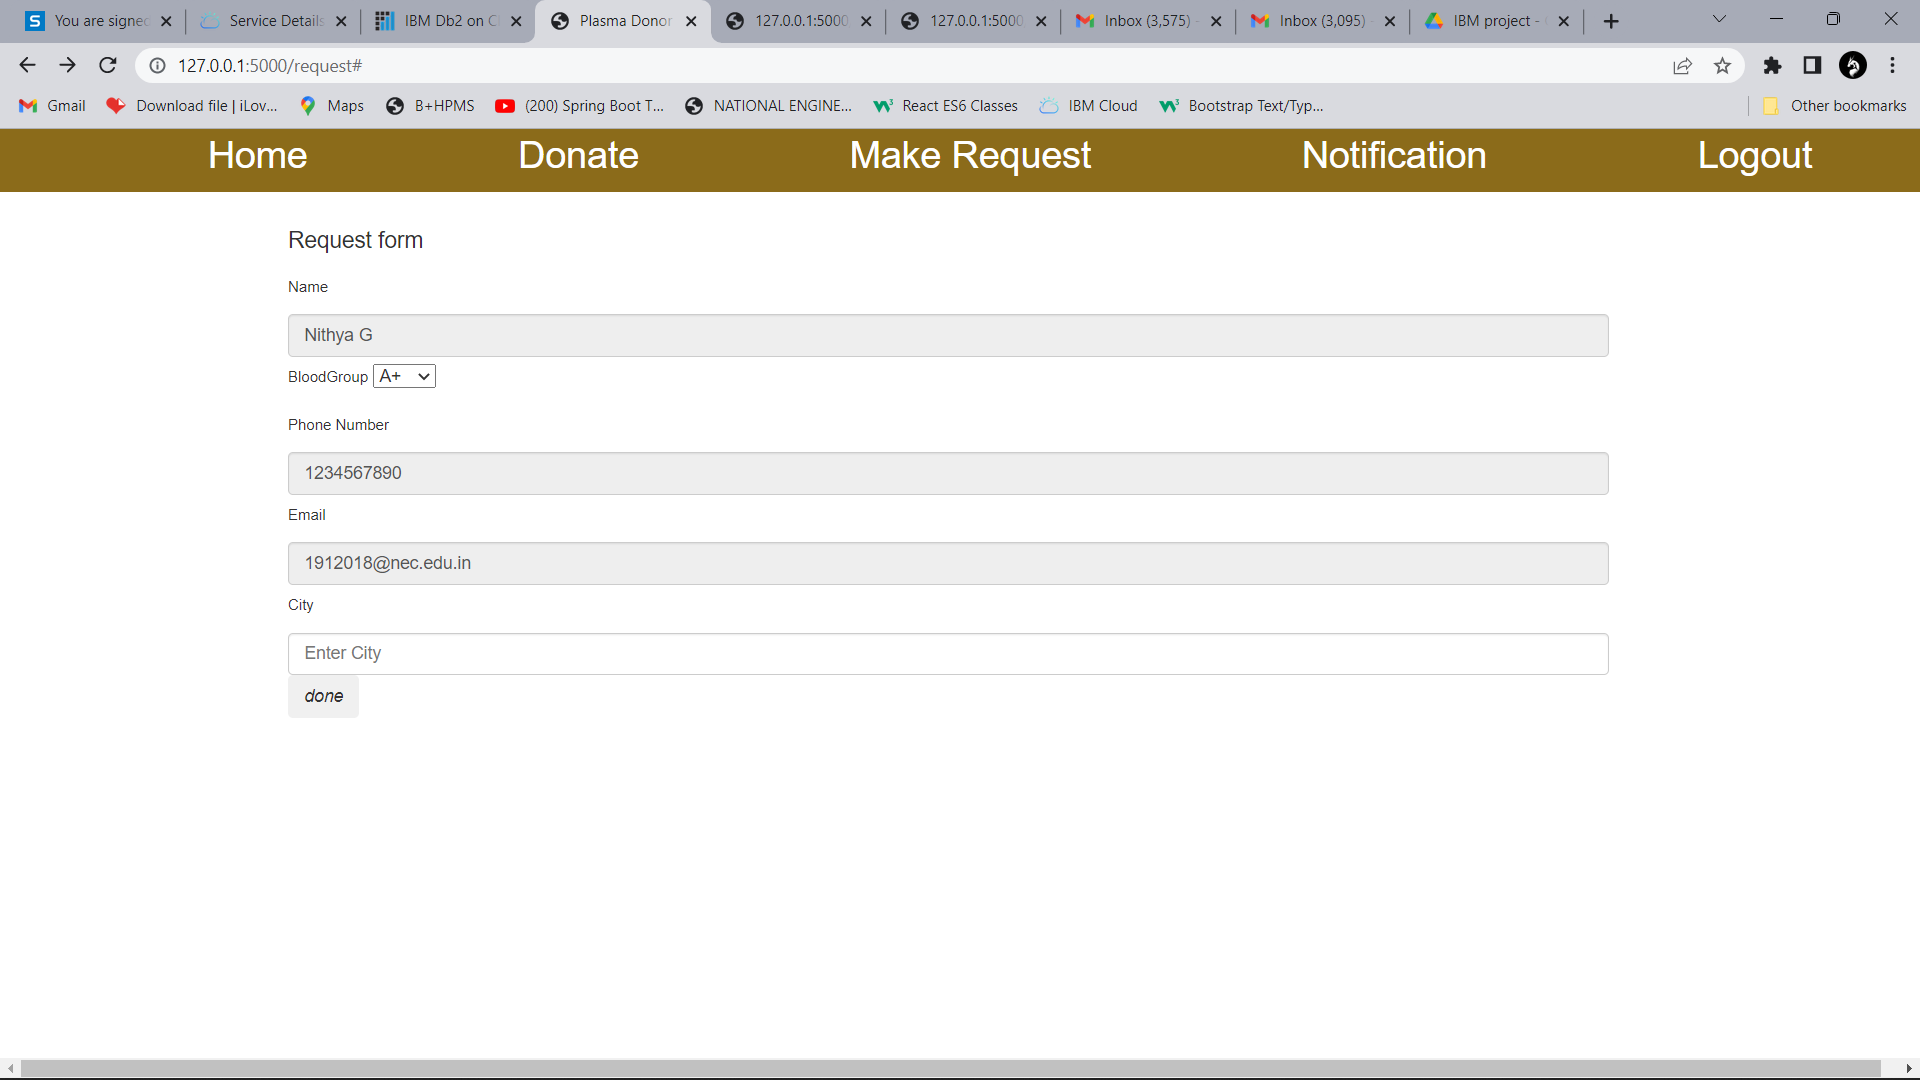 You are signed
Service Details
IBM Db2 on Cl
Plasma Donor
127.0.0.1:5000
127.0.0.1:5000
Inbox (3,575) -
Inbox (3,095) -
IBM project -
127.0.0.1:5000/request#
Gmail
Download file | iLov...
Maps
B+HPMS
(200) Spring Boot T...
NATIONAL ENGINE...
React ES6 Classes
IBM Cloud
Bootstrap Text/Typ...
Other bookmarks
Home
Donate
Make Request
Notification
Logout
Request form
Name
Nithya G
BloodGroup A+
Phone Number
1234567890
Email
1912018@nec.edu.in
City
Enter City
done